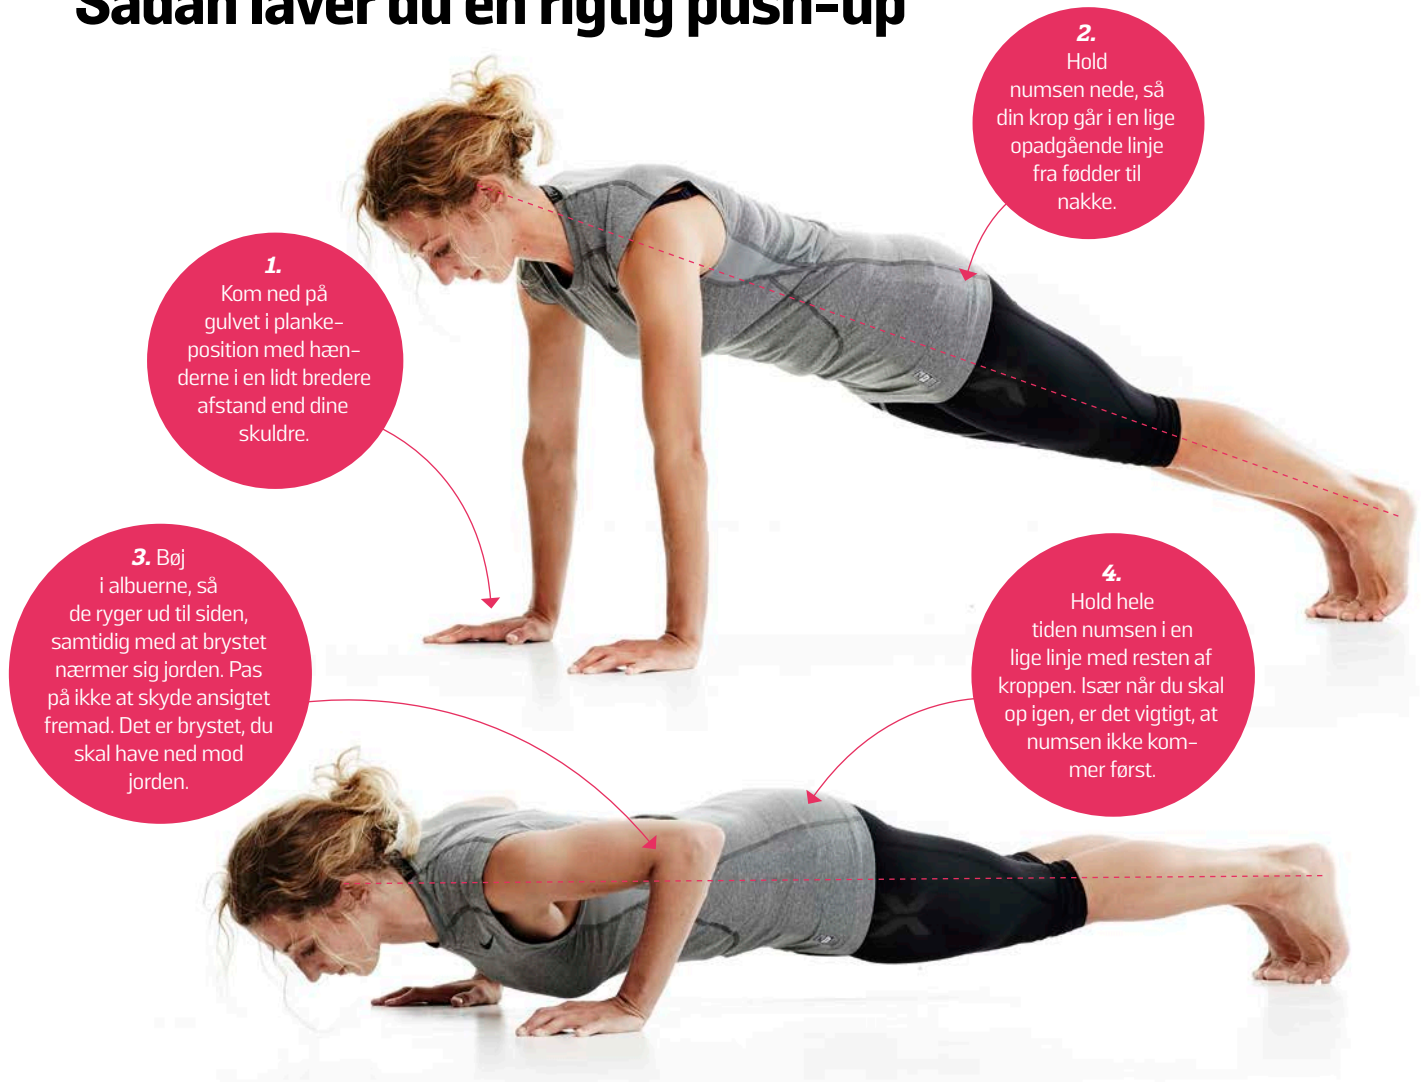 Sådan laver du en rigtig push-up
2.
Hold
numsen nede, så
din krop går i en lige
opadgående linje
fra fødder til
nakke.
1.
Kom ned på
gulvet i planke-
position med hæn-
derne i en lidt bredere
afstand end dine
skuldre.
3. Bøj
i albuerne, så
de ryger ud til siden,
samtidig med at brystet
nærmer sig jorden. Pas
på ikke at skyde ansigtet
fremad. Det er brystet, du
skal have ned mod
jorden.
4.
Hold hele
tiden numsen i en
lige linje med resten af
kroppen. Især når du skal
op igen, er det vigtigt, at
numsen ikke kom-
mer først.